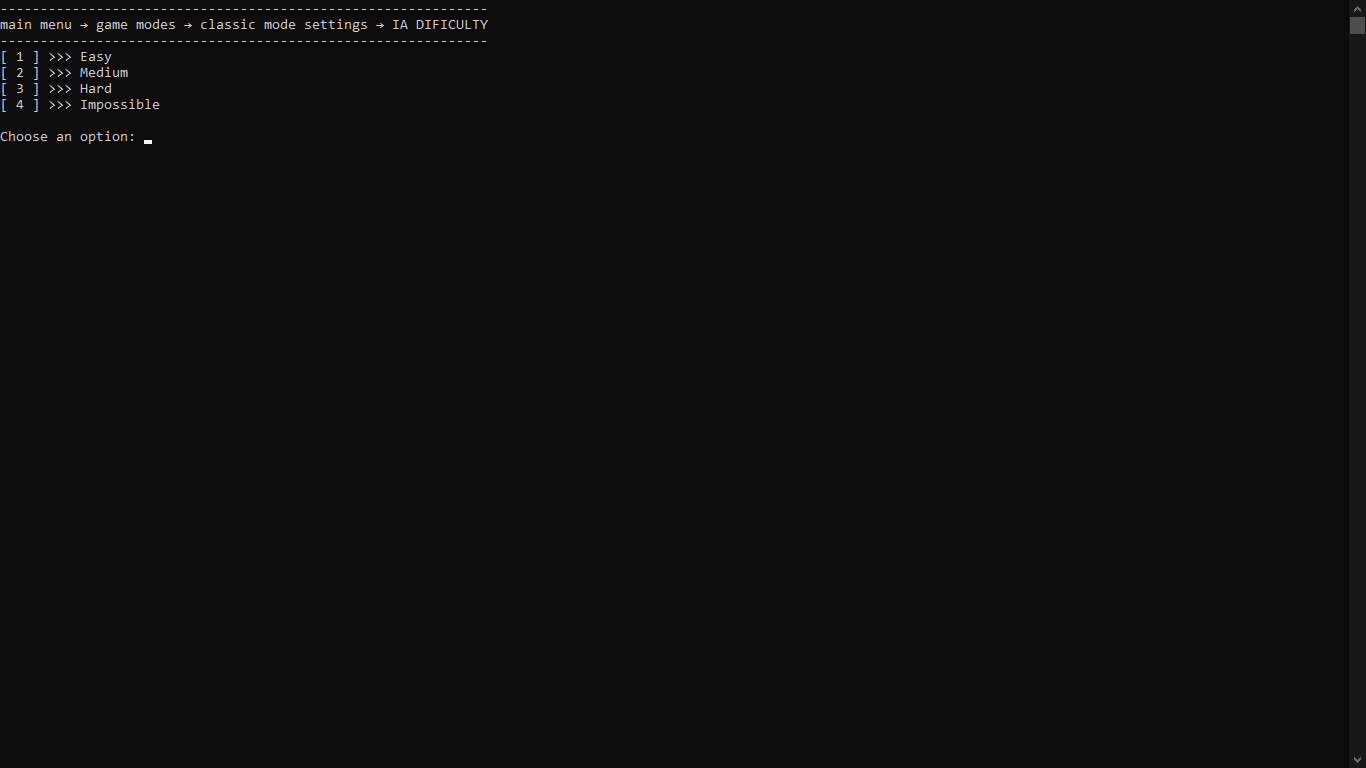 -------------------------------------------------------------
main menu → game modes → classic mode settings → IA DIFICULTY
-------------------------------------------------------------
[ 1 ] >>> Easy
[ 2 ] >>> Medium
[ 3 ] >>> Hard
[ 4 ] >>> Impossible
Choose an option: